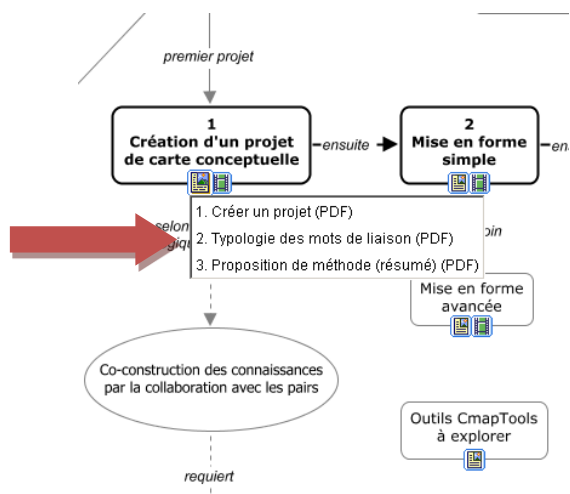 premier projet
1
Création d'un projet
de carte conceptuelle
ensuite
2
Mise en forme
simple
selon
1. Créer un projet (PDF)
2. Typologie des mots de liaison (PDF)
3. Proposition de méthode (résumé) (PDF)
Mise en forme
avancée
Co-construction des connaissances
par la collaboration avec les pairs
Outils CmapTools
à explorer
requiert